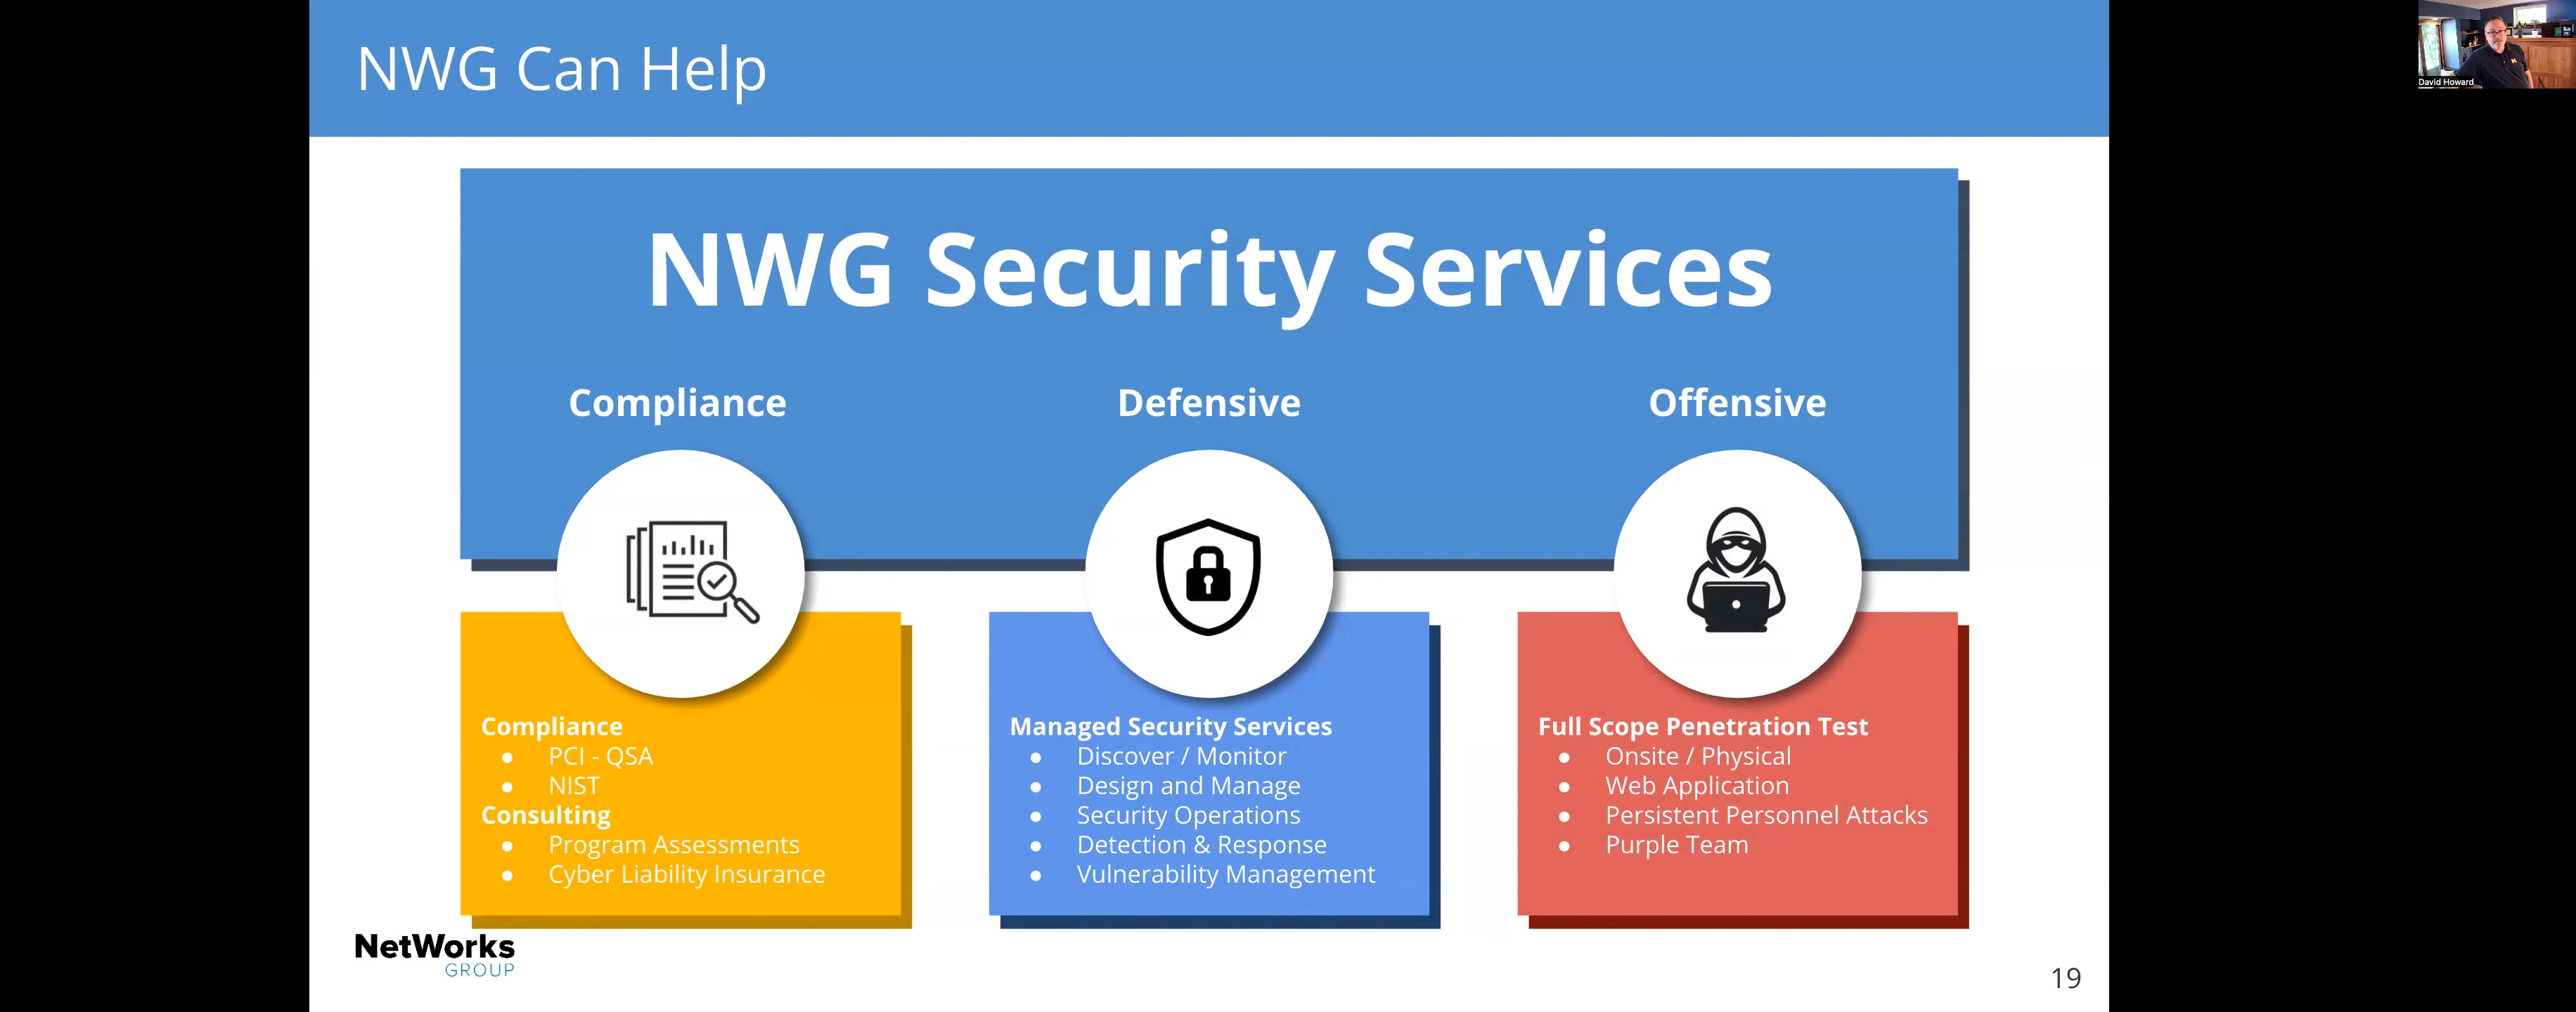 NWG Can Help
David Howard
NWG Security Services
Compliance
Defensive
Offensive
Compliance
● PCI - QSA
● NIST
Consulting
● Program Assessments
● Cyber Liability Insurance
Managed Security Services
● Discover / Monitor
● Design and Manage
● Security Operations
● Detection & Response
● Vulnerability Management
Full Scope Penetration Test
● Onsite / Physical
● Web Application
● Persistent Personnel Attacks
● Purple Team
NetWorks
GROUP
19